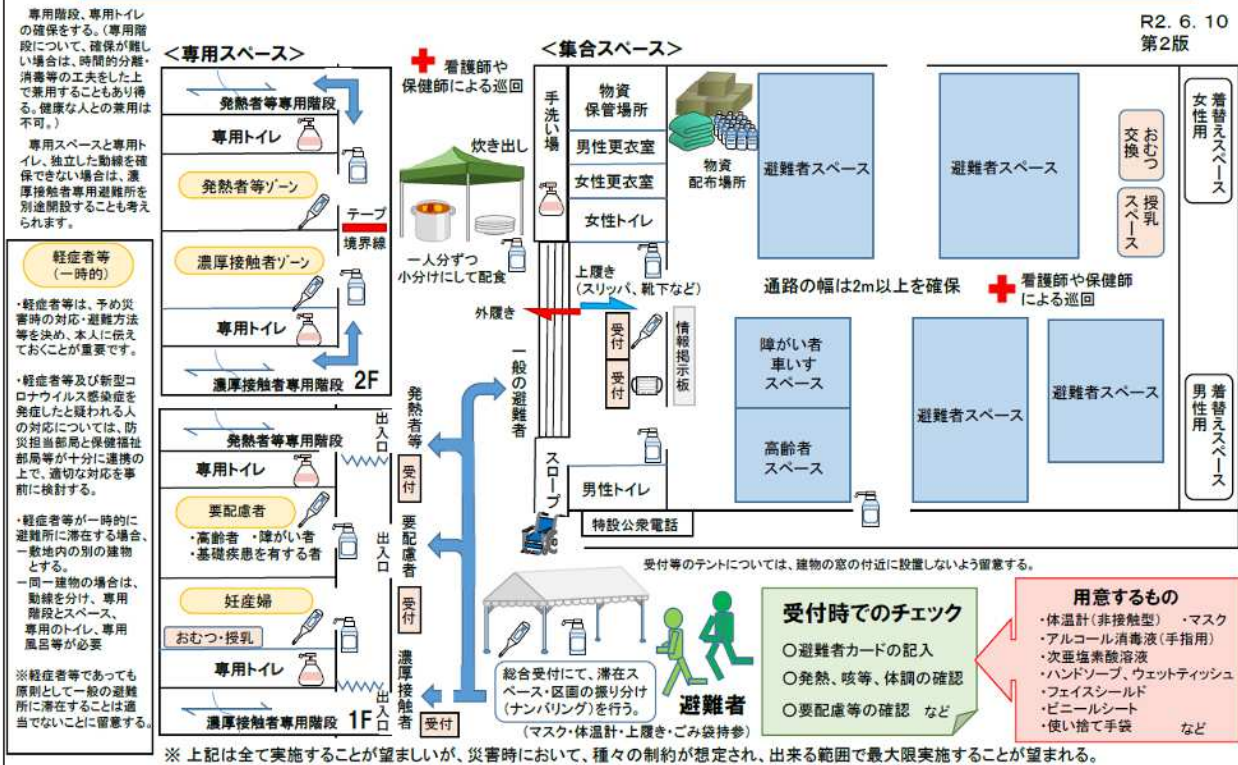 R2. 6. 10
第2版
専用階段、専用トイレ
の確保をする。(専用階
段について、確保が難し
い場合は、時間的分離・
消毒等の工夫をした上
で兼用することもあり得
る。健康な人との兼用は
不可。)
専用スペースと専用ト
イレ、独立した動線を確
保できない場合は、濃
厚接触者専用避難所を
別途開設することも考え
られます。
軽症者等
(一時的)
・軽症者等は、予め災
害時の対応・避難方法
等を決め、本人に伝え
ておくことが重要です。
・軽症者等及び新型コ
ロナウイルス感染症を
発症したと疑われる人
の対応については、防
災担当部局と保健福祉
部局等が十分に連携の
上で、適切な対応を事
前に検討する。
・軽症者等が一時的に
避難所に滞在する場合、
ー敷地内の別の建物
とする。
ー同一建物の場合は、
動線を分け、専用
階段とスペース、
専用のトイレ、専用
風呂等が必要
※軽症者等であっても
原則として一般の避難
所に滞在することは適
当でないことに留意する。
<専用スペース>
発熱者等専用階段
専用トイレ
発熱者等ゾーン
テープ
境界線
濃厚接触者ゾーン
専用トイレ
濃厚接触者専用階段 2F
発熱者等専用階段
専用トイレ
要配慮者
・高齢者 ・障がい者
・基礎疾患を有する者
妊産婦
おむつ・授乳
専用トイレ
濃厚接触者専用階段 1F
出入口
出入口
出入口
発熱者等
受付
要配慮者
受付
濃厚接触者
受付
看護師や
保健師による巡回
炊き出し
一人分ずつ
小分けにして配食
<集合スペース>
手洗い場
物資
保管場所
男性更衣室
女性更衣室
女性トイレ
物資
配布場所
上履き
(スリッパ、靴下など)
外履き
受付
受付
情報掲示板
一般の避難者
スロープ
男性トイレ
特設公衆電話
避難者スペース
避難者スペース
おむつ
交換
授乳
スペース
着替えスペース
女性用
通路の幅は2m以上を確保
看護師や保健師
による巡回
障がい者
車いす
スペース
高齢者
スペース
避難者スペース
避難者スペース
着替えスペース
男性用
受付等のテントについては、建物の窓の付近に設置しないよう留意する。
総合受付にて、滞在ス
ペース・区画の振り分け
(ナンバリング)を行う。
避難者
(マスク・体温計・上履き・ごみ袋持参)
受付時でのチェック
○避難者カードの記入
○発熱、咳等、体調の確認
○要配慮者等の確認 など
用意するもの
・体温計(非接触型) ・マスク
・アルコール消毒液(手指用)
・次亜塩素酸溶液
・ハンドソープ、ウェットティッシュ
・フェイスシールド
・ビニールシート
・使い捨て手袋 など
※ 上記は全て実施することが望ましいが、災害時において、種々の制約が想定され、出来る範囲で最大限実施することが望まれる。